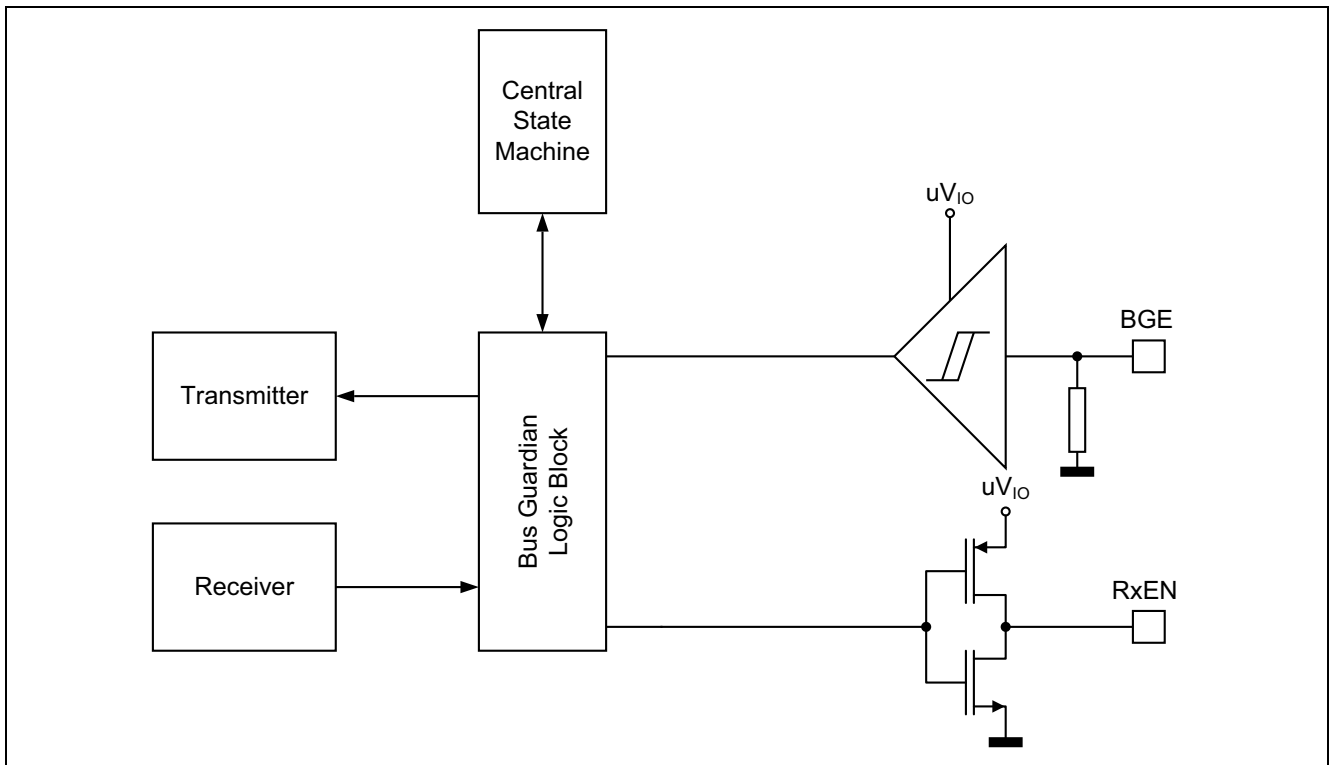 Central
State
Machine
uV_IO
BGE
Transmitter
Bus Guardian
Logic Block
uV_IO
Receiver
RxEN